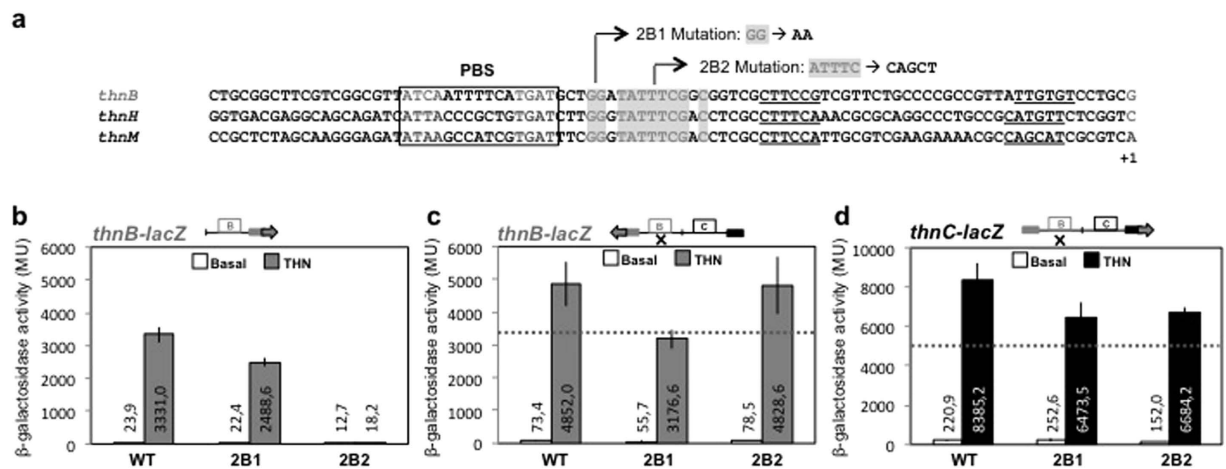 a
2B1 Mutation: GG → AA
2B2 Mutation: ATTTC → CAGCT
PBS
thnB CTGCGGCTTCGTCGGCGTTATCAATTTTCATGATGCTGGATATTTCGGCGGTCGCTTCCGTCGTTCTGCCCCGCCGTTATTGTGTCCTGCG
thnH GGTGACGAGGCAGCAGATCATTACCCGCTGTGATCTTGGGTATTTCGACCTCGCCTTTCAAACGCGCAGGCCCTGCCGCATGTTCTCGGTC
thnM CCGCTCTAGCAAGGGAGATATAAGCCATCGTGATTTCGGGTATTTCGACCTCGCCTTCCATTGCGTCGAAGAAAACGCCCAGCATCGCGTCA
+1
b
thnB-lacZ
B
β-galactosidase activity (MU)
6000
5000
4000
3000
2000
1000
0
Basal THN
23,9 3331,0 22,4 2488,6 12,7 18,2
WT 2B1 2B2
c
thnB-lacZ
B C
x
β-galactosidase activity (MU)
6000
5000
4000
3000
2000
1000
0
Basal THN
73,4 4852,0 55,7 3176,6 78,5 4828,6
WT 2B1 2B2
d
thnC-lacZ
B C
x
β-galactosidase activity (MU)
10000
8000
6000
4000
2000
0
Basal THN
220,9 8385,2 252,6 6473,5 152,0 6684,2
WT 2B1 2B2